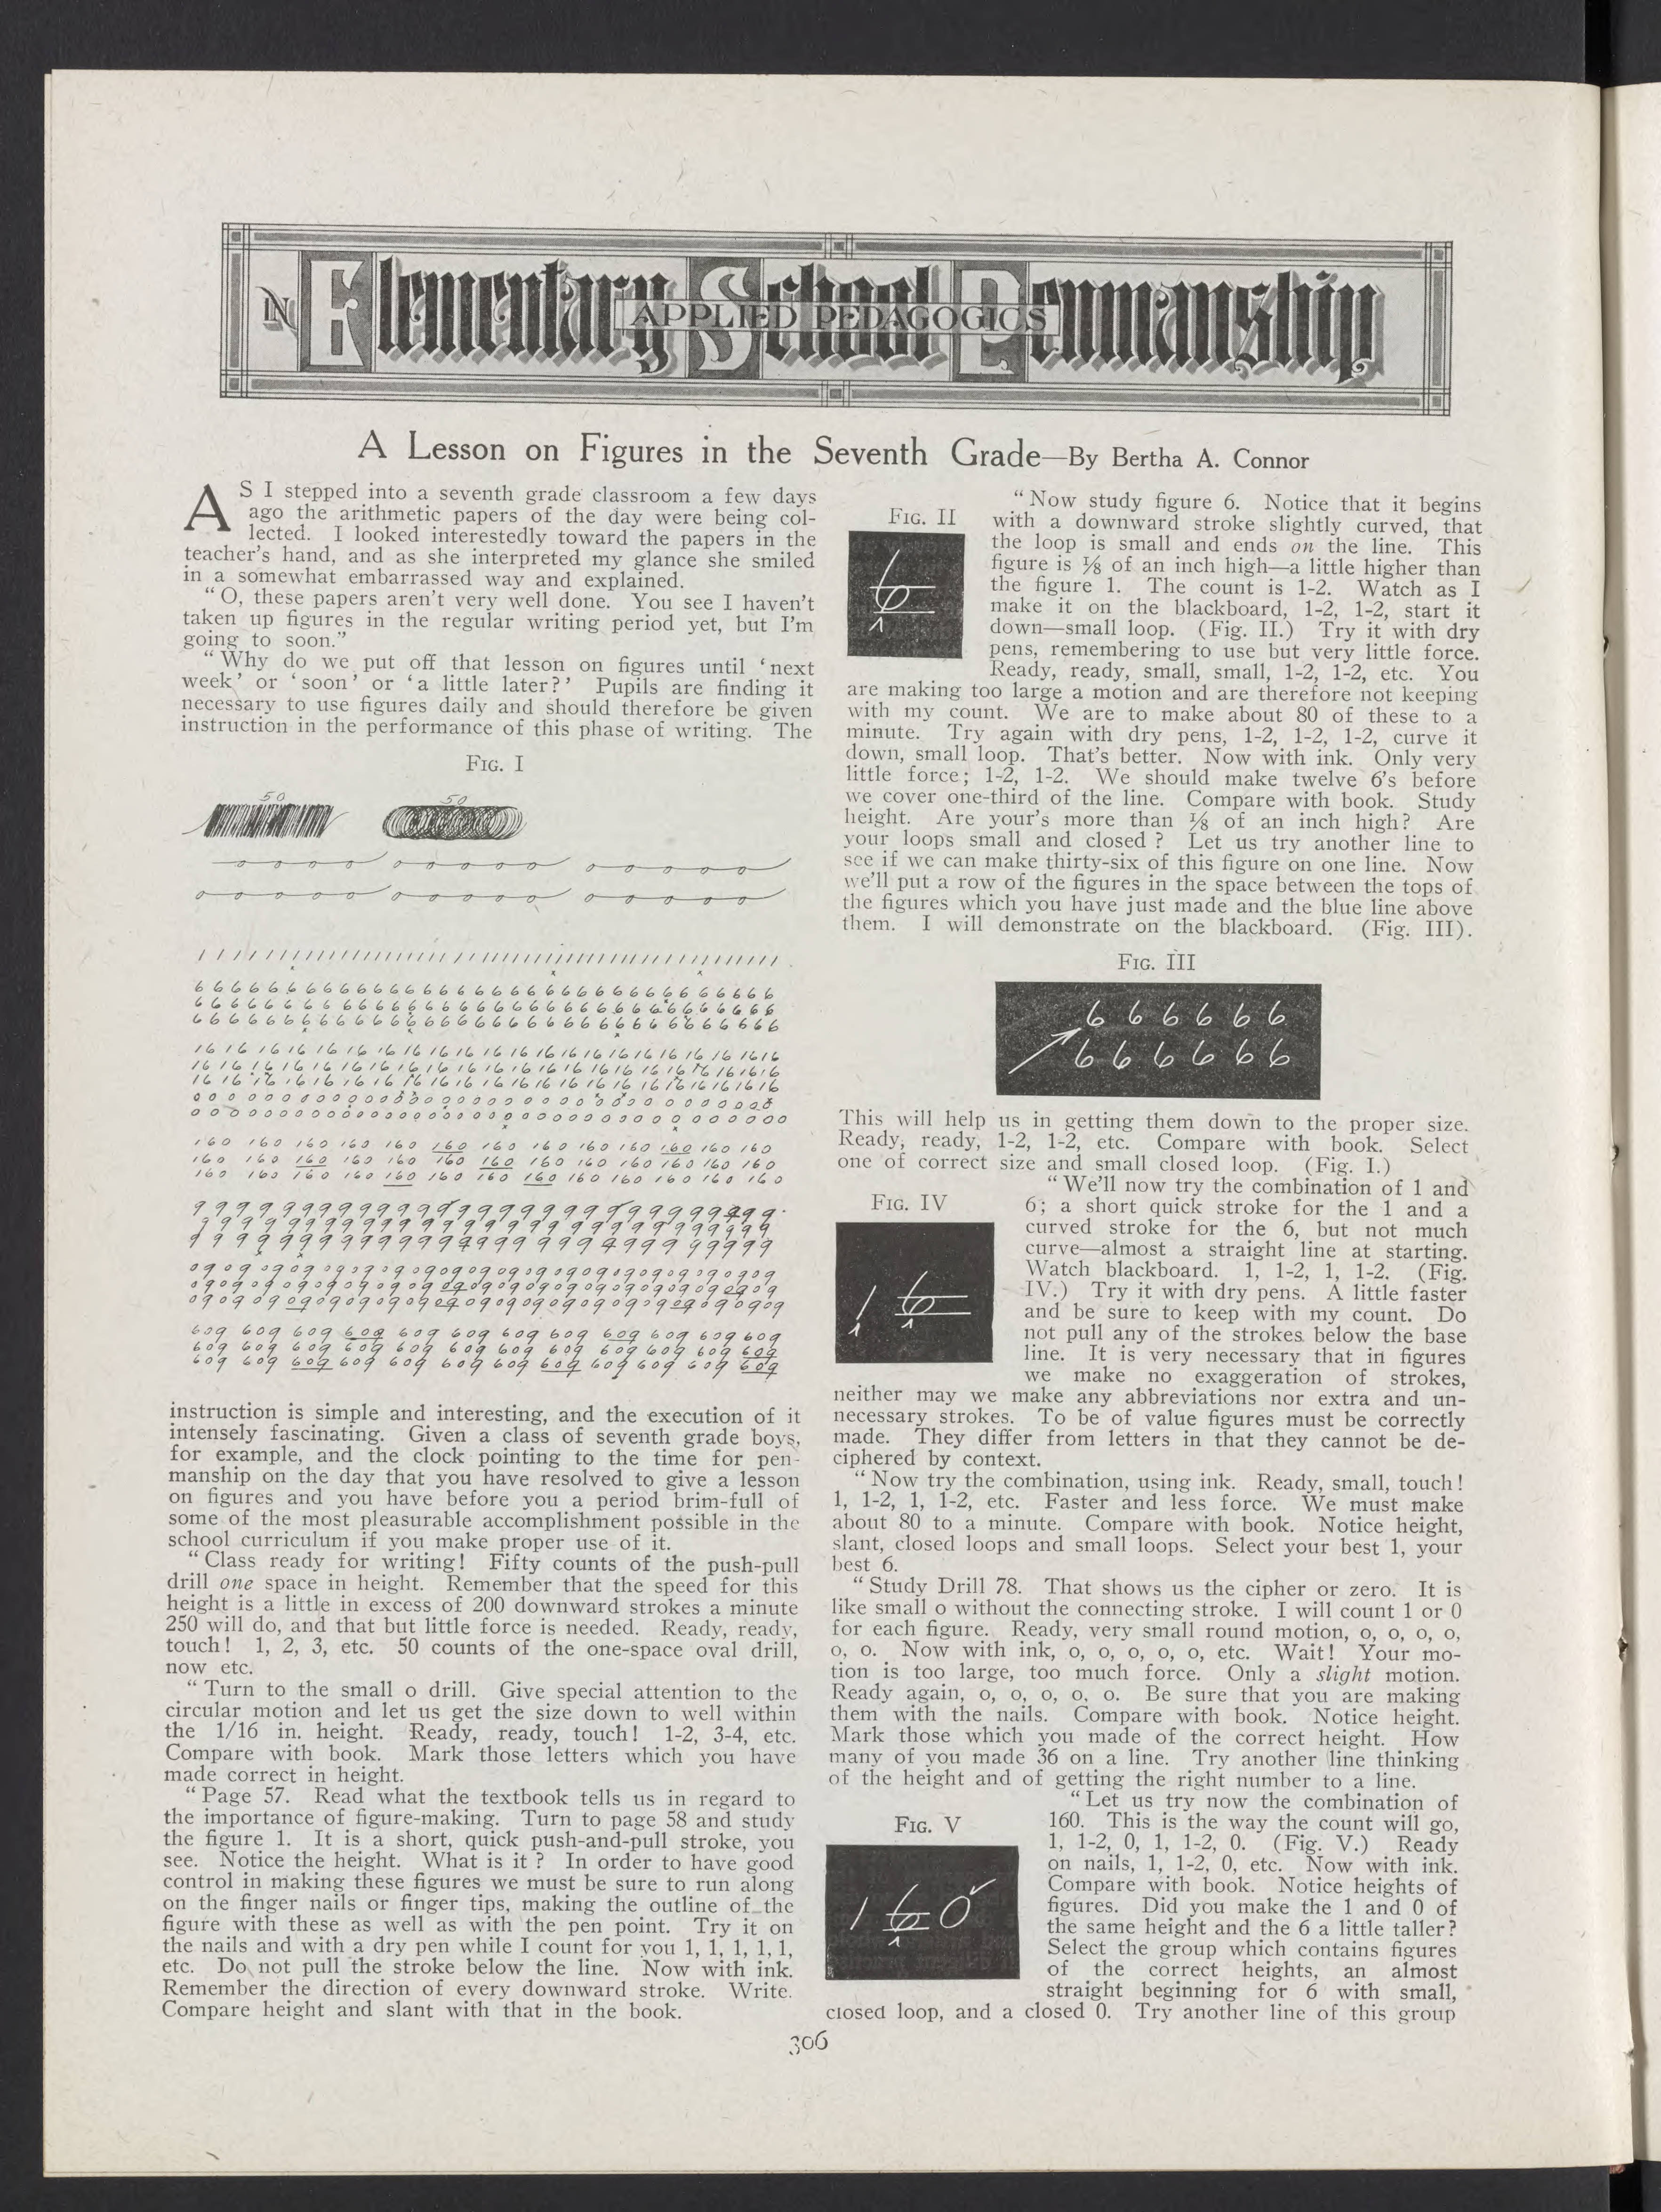 IN Elementary School Penmanship
APPLIED PEDAGOGICS
A Lesson on Figures in the Seventh Grade—By Bertha A. Connor
AS I stepped into a seventh grade classroom a few days
ago the arithmetic papers of the day were being col-
lected. I looked interestedly toward the papers in the
teacher's hand, and as she interpreted my glance she smiled
in a somewhat embarrassed way and explained.
“O, these papers aren't very well done. You see I haven't
taken up figures in the regular writing period yet, but I'm
going to soon.”
“Why do we put off that lesson on figures until ‘next
week’ or ‘soon’ or ‘a little later?’ Pupils are finding it
necessary to use figures daily and should therefore be given
instruction in the performance of this phase of writing. The
FIG. I
50 50
instruction is simple and interesting, and the execution of it
intensely fascinating. Given a class of seventh grade boys,
for example, and the clock pointing to the time for pen-
manship on the day that you have resolved to give a lesson
on figures and you have before you a period brim-full of
some of the most pleasurable accomplishment possible in the
school curriculum if you make proper use of it.
“Class ready for writing! Fifty counts of the push-pull
drill one space in height. Remember that the speed for this
height is a little in excess of 200 downward strokes a minute
250 will do, and that but little force is needed. Ready, ready,
touch! 1, 2, 3, etc. 50 counts of the one-space oval drill,
now etc.
“Turn to the small o drill. Give special attention to the
circular motion and let us get the size down to well within
the 1/16 in. height. Ready, ready, touch! 1-2, 3-4, etc.
Compare with book. Mark those letters which you have
made correct in height.
“Page 57. Read what the textbook tells us in regard to
the importance of figure-making. Turn to page 58 and study
the figure 1. It is a short, quick push-and-pull stroke, you
see. Notice the height. What is it? In order to have good
control in making these figures we must be sure to run along
on the finger nails or finger tips, making the outline of the
figure with these as well as with the pen point. Try it on
the nails and with a dry pen while I count for you 1, 1, 1, 1, 1,
etc. Do not pull the stroke below the line. Now with ink.
Remember the direction of every downward stroke. Write.
Compare height and slant with that in the book.
FIG. II
“Now study figure 6. Notice that it begins
with a downward stroke slightly curved, that
the loop is small and ends on the line. This
figure is ⅛ of an inch high—a little higher than
the figure 1. The count is 1-2. Watch as I
make it on the blackboard, 1-2, 1-2, start it
down—small loop. (Fig. II.) Try it with dry
pens, remembering to use but very little force.
Ready, ready, small, small, 1-2, 1-2, etc. You
are making too large a motion and are therefore not keeping
with my count. We are to make about 80 of these to a
minute. Try again with dry pens, 1-2, 1-2, 1-2, curve it
down, small loop. That's better. Now with ink. Only very
little force; 1-2, 1-2. We should make twelve 6's before
we cover one-third of the line. Compare with book. Study
height. Are your's more than ⅛ of an inch high? Are
your loops small and closed? Let us try another line to
see if we can make thirty-six of this figure on one line. Now
we'll put a row of the figures in the space between the tops of
the figures which you have just made and the blue line above
them. I will demonstrate on the blackboard. (Fig. III).
FIG. III
6 6 6 6 6 6
6 6 6 6 6 6
This will help us in getting them down to the proper size.
Ready, ready, 1-2, 1-2, etc. Compare with book. Select
one of correct size and small closed loop. (Fig. I.)
FIG. IV
1 6
1 1
“We'll now try the combination of 1 and
6; a short quick stroke for the 1 and a
curved stroke for the 6, but not much
curve—almost a straight line at starting.
Watch blackboard. 1, 1-2, 1, 1-2. (Fig.
IV.) Try it with dry pens. A little faster
and be sure to keep with my count. Do
not pull any of the strokes below the base
line. It is very necessary that in figures
we make no exaggeration of strokes,
neither may we make any abbreviations nor extra and un-
necessary strokes. To be of value figures must be correctly
made. They differ from letters in that they cannot be de-
ciphered by context.
“Now try the combination, using ink. Ready, small, touch!
1, 1-2, 1, 1-2, etc. Faster and less force. We must make
about 80 to a minute. Compare with book. Notice height,
slant, closed loops and small loops. Select your best 1, your
best 6.
“Study Drill 78. That shows us the cipher or zero. It is
like small o without the connecting stroke. I will count 1 or 0
for each figure. Ready, very small round motion, o, o, o, o,
o, o. Now with ink, o, o, o, o, o, etc. Wait! Your mo-
tion is too large, too much force. Only a slight motion.
Ready again, o, o, o, o, o. Be sure that you are making
them with the nails. Compare with book. Notice height.
Mark those which you made of the correct height. How
many of you made 36 on a line. Try another line thinking
of the height and of getting the right number to a line.
FIG. V
1 6 0
1
“Let us try now the combination of
160. This is the way the count will go,
1, 1-2, 0, 1, 1-2, 0. (Fig. V.) Ready
on nails, 1, 1-2, 0, etc. Now with ink.
Compare with book. Notice heights of
figures. Did you make the 1 and 0 of
the same height and the 6 a little taller?
Select the group which contains figures
of the correct heights, an almost
straight beginning for 6 with small,
closed loop, and a closed 0. Try another line of this group
306